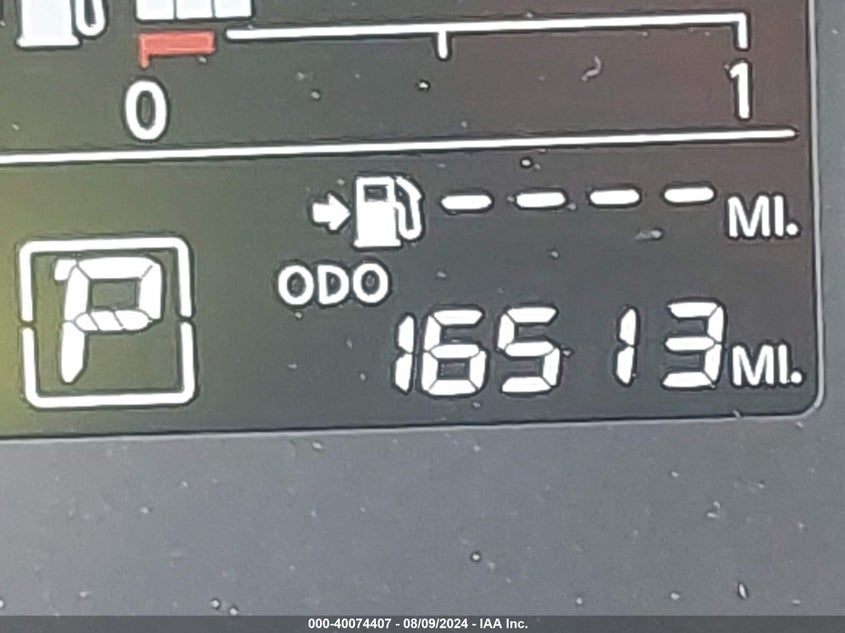 0 1
---- MI.
ODO
P
16513 MI.
000-40074407 - 08/09/2024 - IAA Inc.